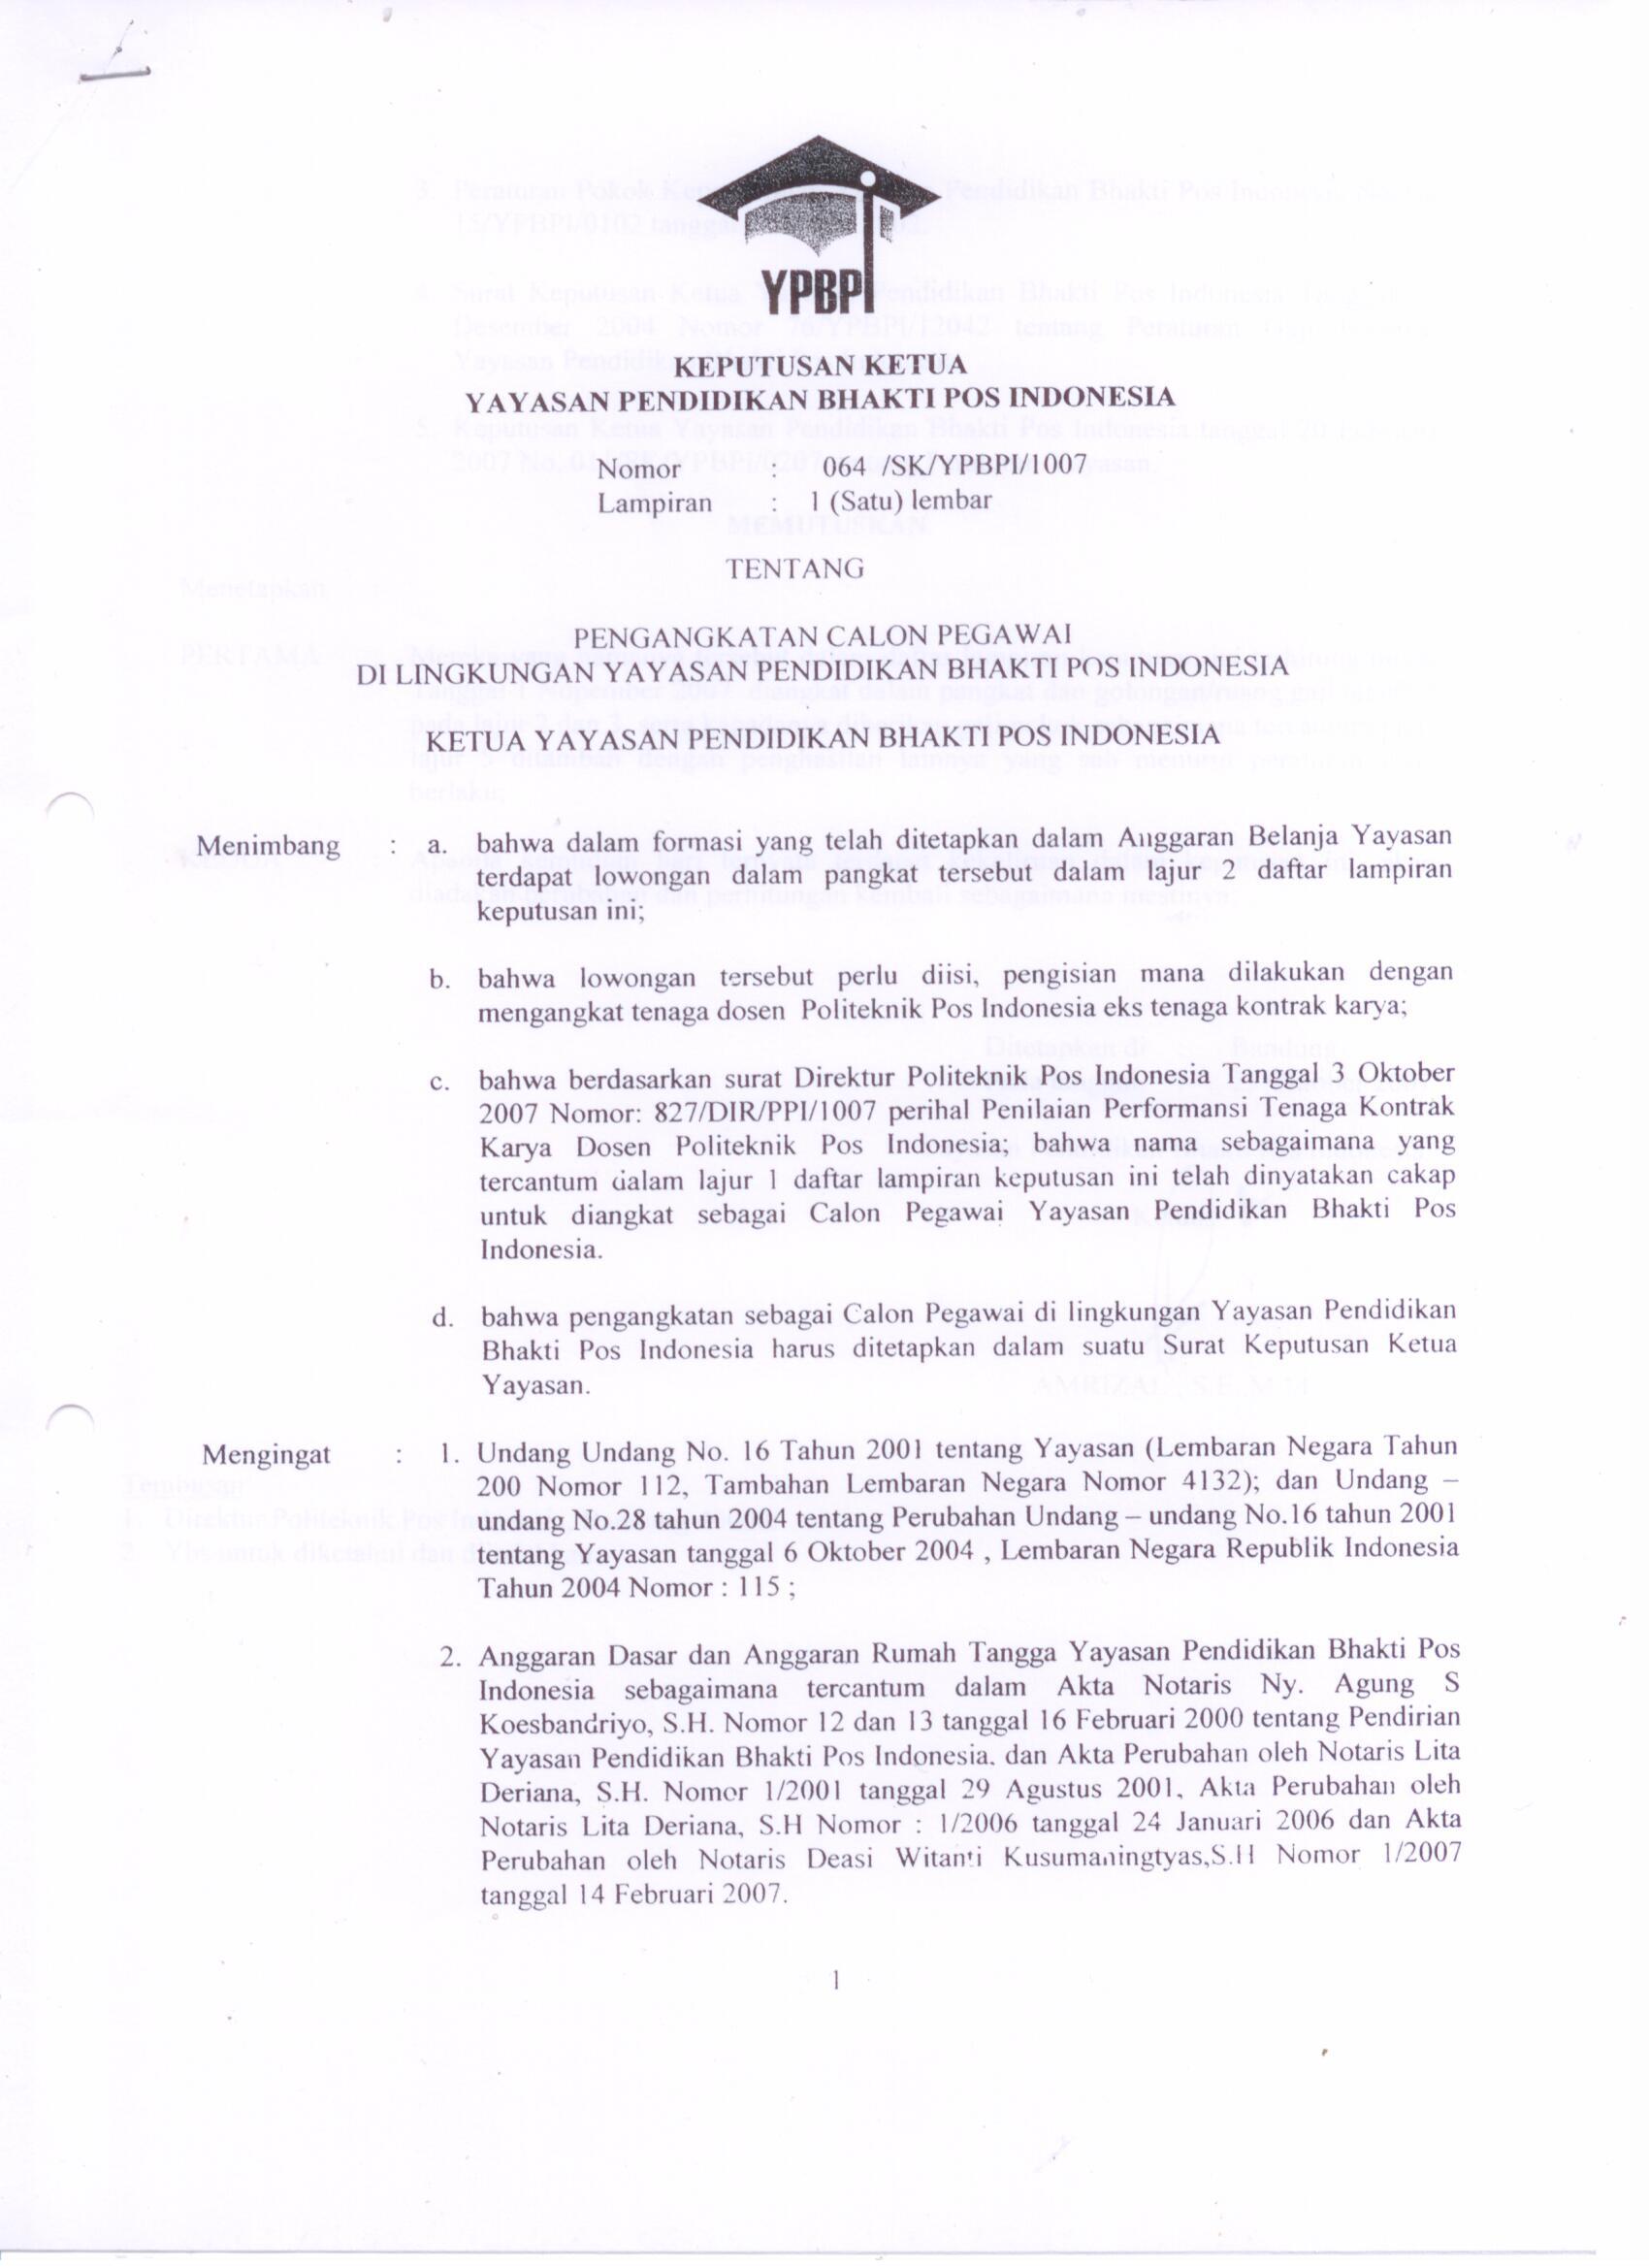 YPBPI
KEPUTUSAN KETUA
YAYASAN PENDIDIKAN BHAKTI POS INDONESIA
Nomor : 064 /SK/YPBPI/1007
Lampiran : 1 (Satu) lembar
TENTANG
PENGANGKATAN CALON PEGAWAI
DI LINGKUNGAN YAYASAN PENDIDIKAN BHAKTI POS INDONESIA
KETUA YAYASAN PENDIDIKAN BHAKTI POS INDONESIA
Menimbang : a. bahwa dalam formasi yang telah ditetapkan dalam Anggaran Belanja Yayasan
terdapat lowongan dalam pangkat tersebut dalam lajur 2 daftar lampiran
keputusan ini;
b. bahwa lowongan tersebut perlu diisi, pengisian mana dilakukan dengan
mengangkat tenaga dosen Politeknik Pos Indonesia eks tenaga kontrak karya;
c. bahwa berdasarkan surat Direktur Politeknik Pos Indonesia Tanggal 3 Oktober
2007 Nomor: 827/DIR/PPI/1007 perihal Penilaian Performansi Tenaga Kontrak
Karya Dosen Politeknik Pos Indonesia; bahwa nama sebagaimana yang
tercantum dalam lajur 1 daftar lampiran keputusan ini telah dinyatakan cakap
untuk diangkat sebagai Calon Pegawai Yayasan Pendidikan Bhakti Pos
Indonesia.
d. bahwa pengangkatan sebagai Calon Pegawai di lingkungan Yayasan Pendidikan
Bhakti Pos Indonesia harus ditetapkan dalam suatu Surat Keputusan Ketua
Yayasan.
Mengingat : 1. Undang Undang No. 16 Tahun 2001 tentang Yayasan (Lembaran Negara Tahun
200 Nomor 112, Tambahan Lembaran Negara Nomor 4132); dan Undang –
undang No.28 tahun 2004 tentang Perubahan Undang – undang No.16 tahun 2001
tentang Yayasan tanggal 6 Oktober 2004 , Lembaran Negara Republik Indonesia
Tahun 2004 Nomor : 115 ;
2. Anggaran Dasar dan Anggaran Rumah Tangga Yayasan Pendidikan Bhakti Pos
Indonesia sebagaimana tercantum dalam Akta Notaris Ny. Agung S
Koesbandriyo, S.H. Nomor 12 dan 13 tanggal 16 Februari 2000 tentang Pendirian
Yayasan Pendidikan Bhakti Pos Indonesia, dan Akta Perubahan oleh Notaris Lita
Deriana, S.H. Nomor 1/2001 tanggal 29 Agustus 2001, Akta Perubahan oleh
Notaris Lita Deriana, S.H Nomor : 1/2006 tanggal 24 Januari 2006 dan Akta
Perubahan oleh Notaris Deasi Witanti Kusumaningtyas,S.H Nomor 1/2007
tanggal 14 Februari 2007.
1